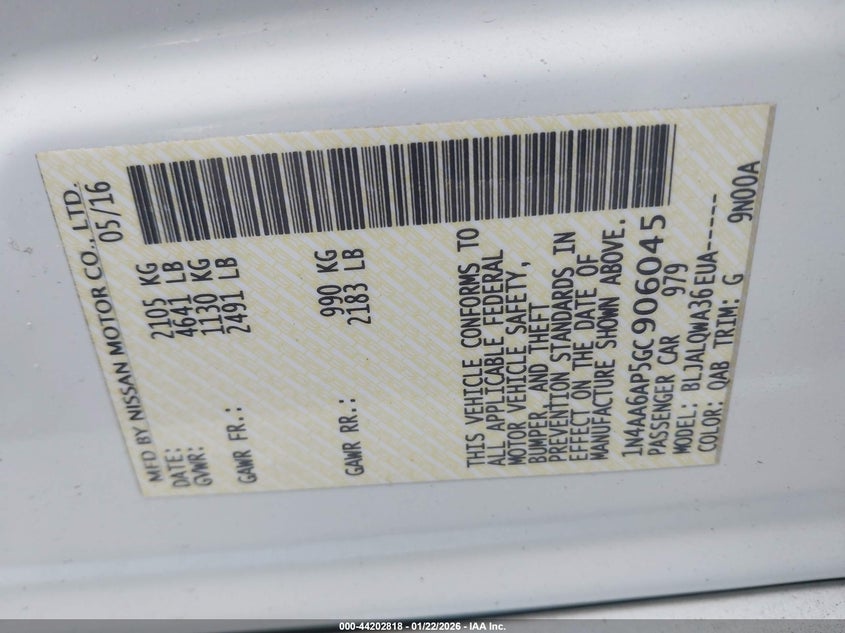 MFD BY NISSAN MOTOR CO., LTD.
DATE: 05/16
GVWR: 2105 KG
4641 LB
GAWR FR.: 1130 KG
2491 LB
GAWR RR.: 990 KG
2183 LB
THIS VEHICLE CONFORMS TO
ALL APPLICABLE FEDERAL
MOTOR VEHICLE SAFETY,
BUMPER, AND THEFT
PREVENTION STANDARDS IN
EFFECT ON THE DATE OF
MANUFACTURE SHOWN ABOVE.
1N4AA6AP5GC906045
PASSENGER CAR 979
MODEL: BLJALQWA36EUA-----
COLOR: QAB TRIM: G 9N00A
000-44202818 - 01/22/2026 - IAA Inc.